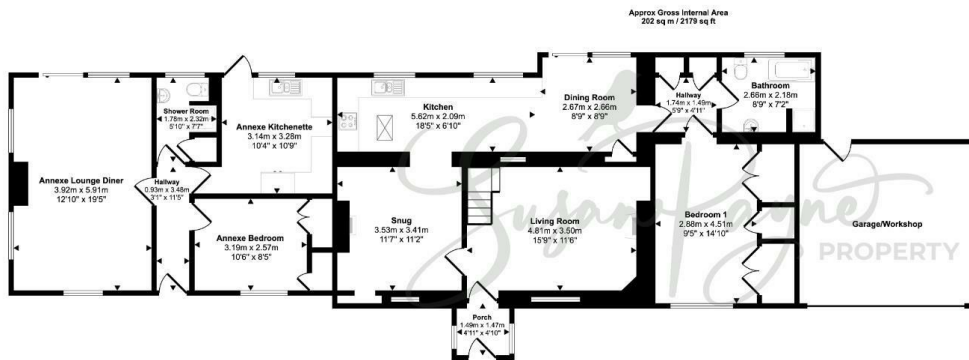 Approx Gross Internal Area
202 sq m / 2179 sq ft
Annexe Lounge Diner
3.92m x 5.91m
12'10" x 19'5"
Shower Room
1.78m x 2.32m
5'10" x 7'7"
Hallway
0.93m x 3.48m
3'1" x 11'5"
Annexe Kitchenette
3.14m x 3.28m
10'4" x 10'9"
Annexe Bedroom
3.19m x 2.57m
10'6" x 8'5"
Kitchen
5.62m x 2.09m
18'5" x 6'10"
Dining Room
2.67m x 2.66m
8'9" x 8'9"
Snug
3.53m x 3.41m
11'7" x 11'2"
Living Room
4.81m x 3.50m
15'9" x 11'6"
Porch
1.49m x 1.47m
4'11" x 4'10"
Hallway
1.74m x 1.49m
5'9" x 4'11"
Bathroom
2.66m x 2.18m
8'9" x 7'2"
Bedroom 1
2.88m x 4.51m
9'5" x 14'10"
Garage/Workshop
Susan Payne
PROPERTY